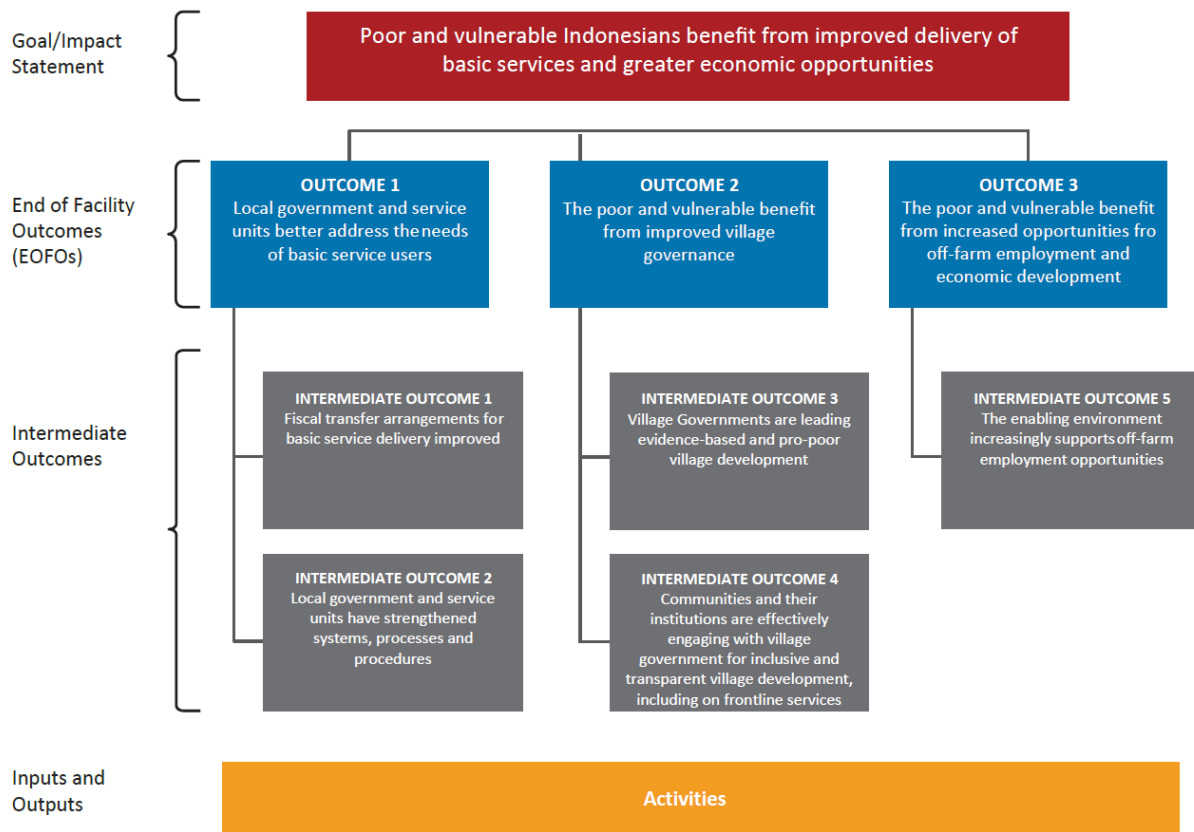 Goal/Impact
Statement
Poor and vulnerable Indonesians benefit from improved delivery of
basic services and greater economic opportunities
End of Facility
Outcomes
(EOFOs)
OUTCOME 1
Local government and service
units better address the needs
of basic service users
OUTCOME 2
The poor and vulnerable benefit
from improved village
governance
OUTCOME 3
The poor and vulnerable benefit
from increased opportunities fro
off-farm employment and
economic development
Intermediate
Outcomes
INTERMEDIATE OUTCOME 1
Fiscal transfer arrangements for
basic service delivery improved
INTERMEDIATE OUTCOME 3
Village Governments are leading
evidence-based and pro-poor
village development
INTERMEDIATE OUTCOME 5
The enabling environment
increasingly supports off-farm
employment opportunities
INTERMEDIATE OUTCOME 2
Local government and service
units have strengthened
systems, processes and
procedures
INTERMEDIATE OUTCOME 4
Communities and their
institutions are effectively
engaging with village
government for inclusive and
transparent village development,
including on frontline services
Inputs and
Outputs
Activities